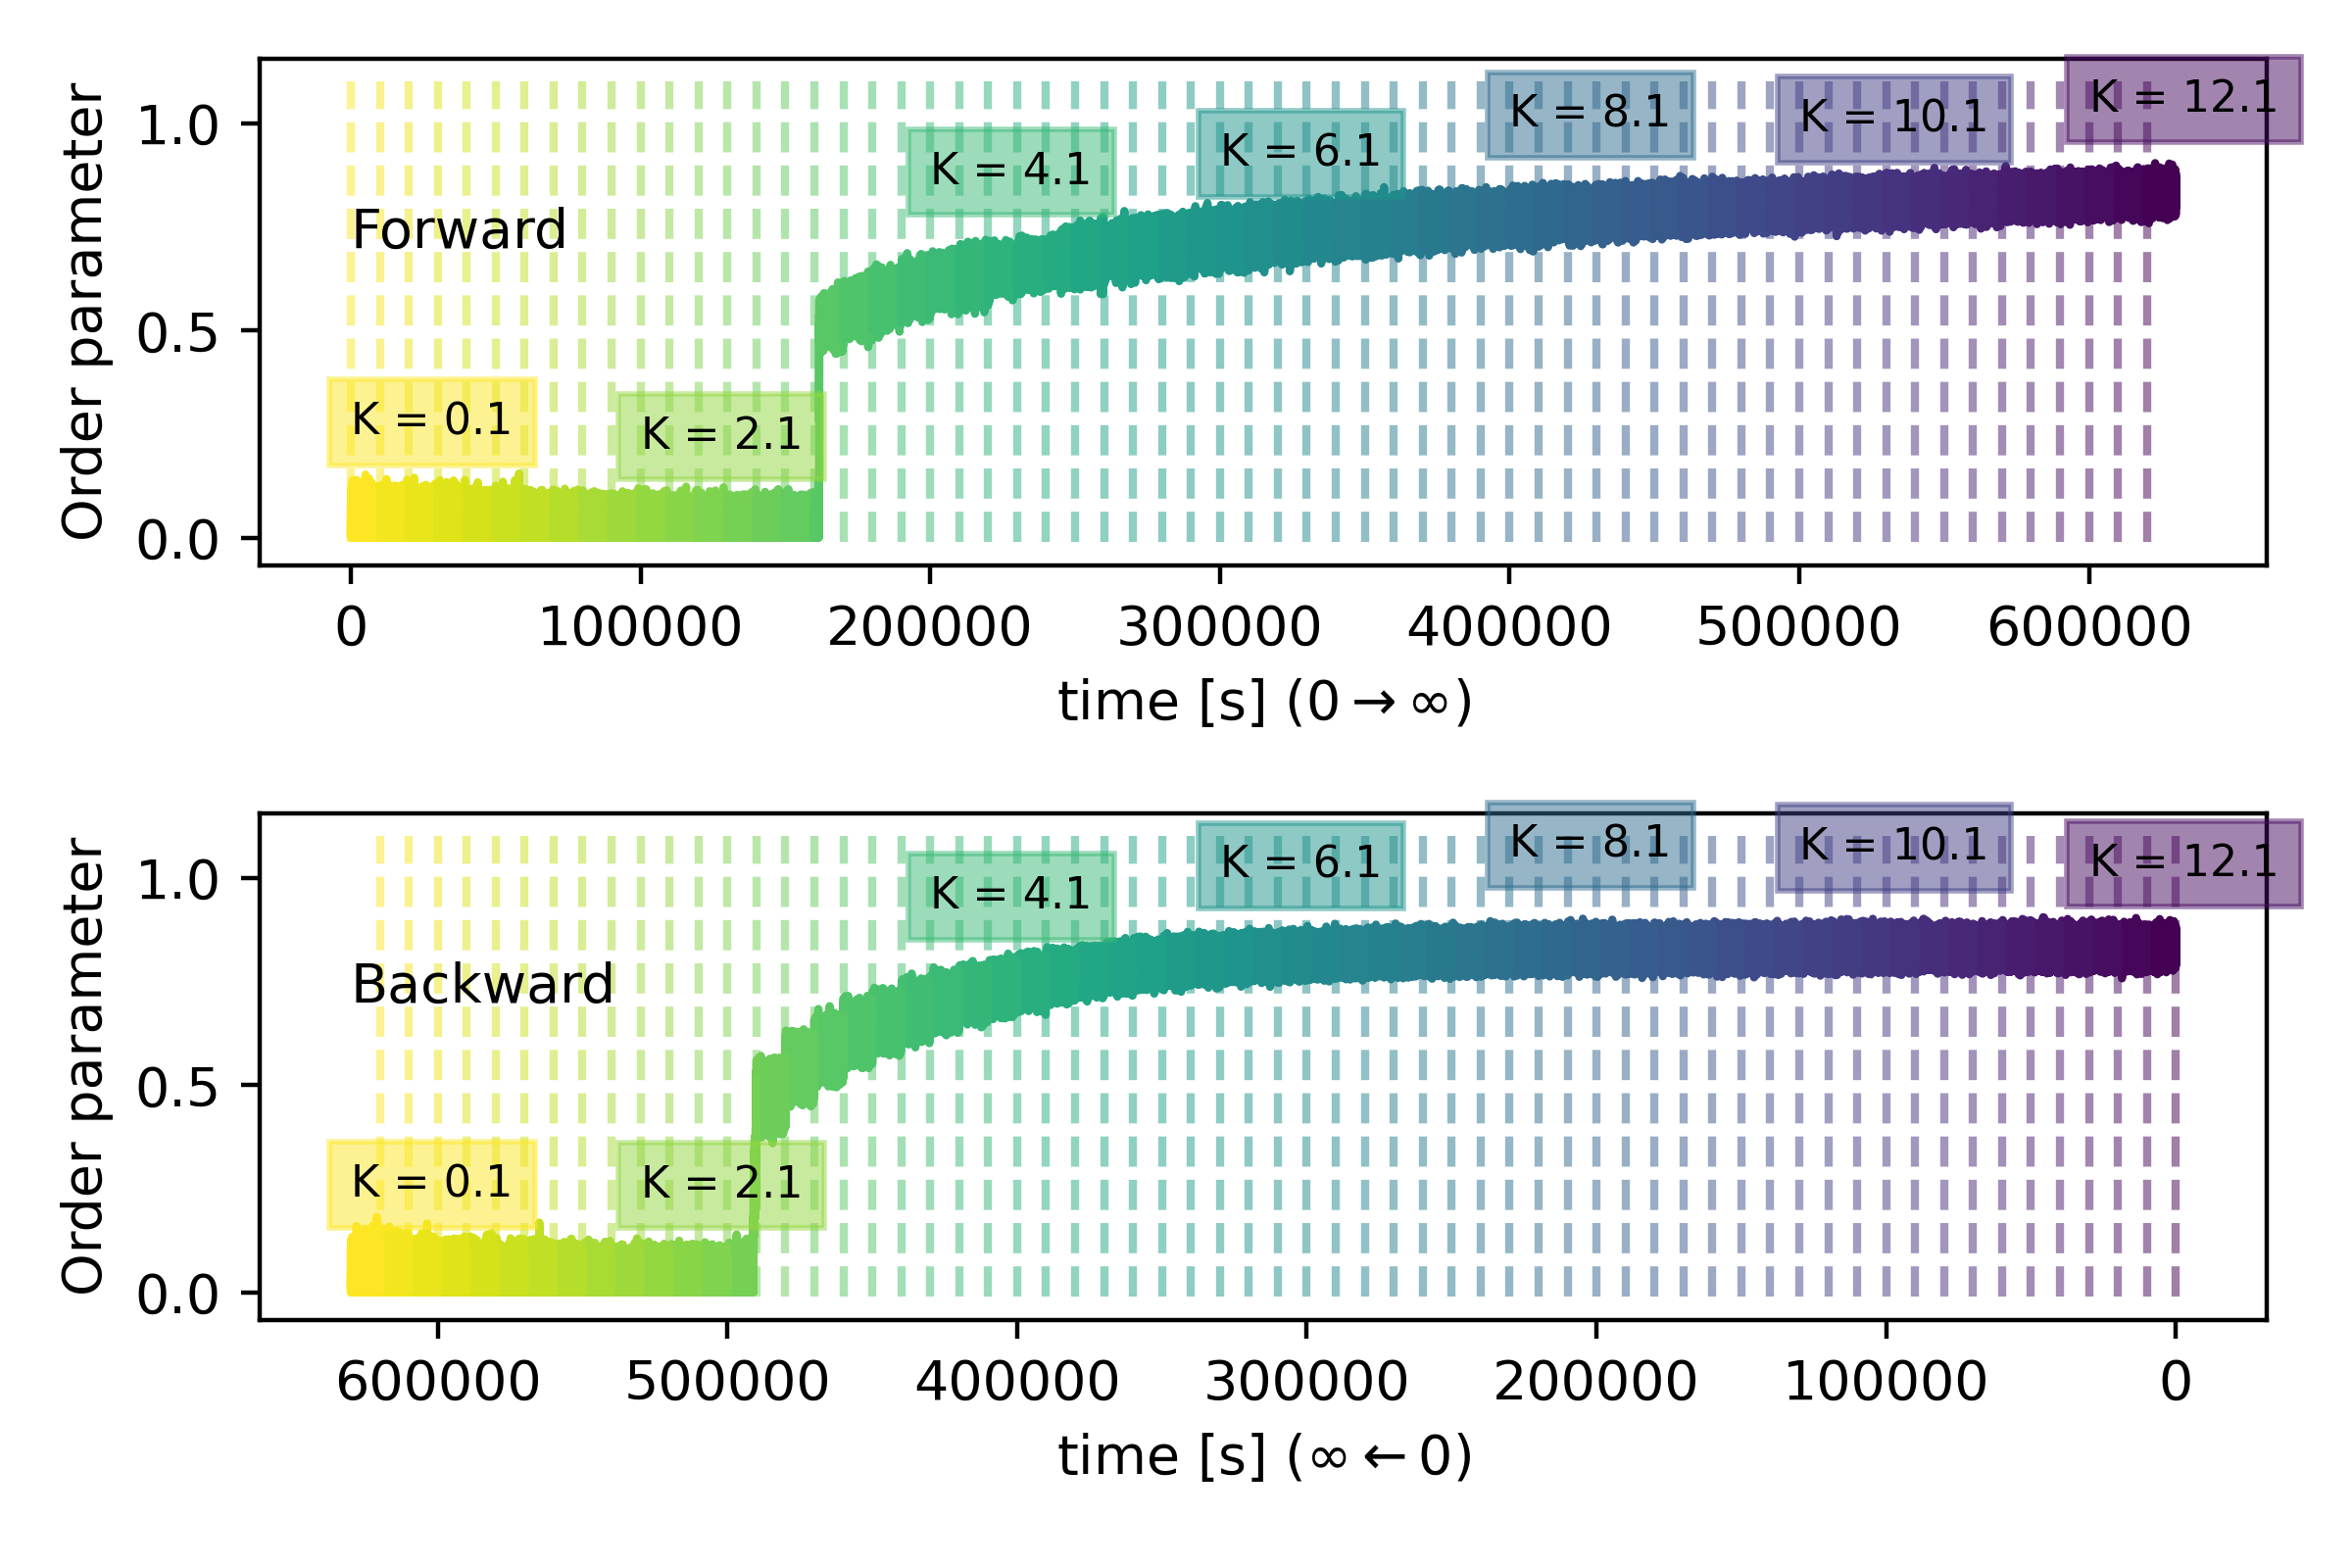 Order parameter
1.0
0.5
0.0
Forward
K = 0.1
K = 2.1
K = 4.1
K = 6.1
K = 8.1
K = 10.1
K = 12.1
0 100000 200000 300000 400000 500000 600000
time [s] (0 → ∞)
Order parameter
1.0
0.5
0.0
Backward
K = 0.1
K = 2.1
K = 4.1
K = 6.1
K = 8.1
K = 10.1
K = 12.1
600000 500000 400000 300000 200000 100000 0
time [s] (∞ ← 0)